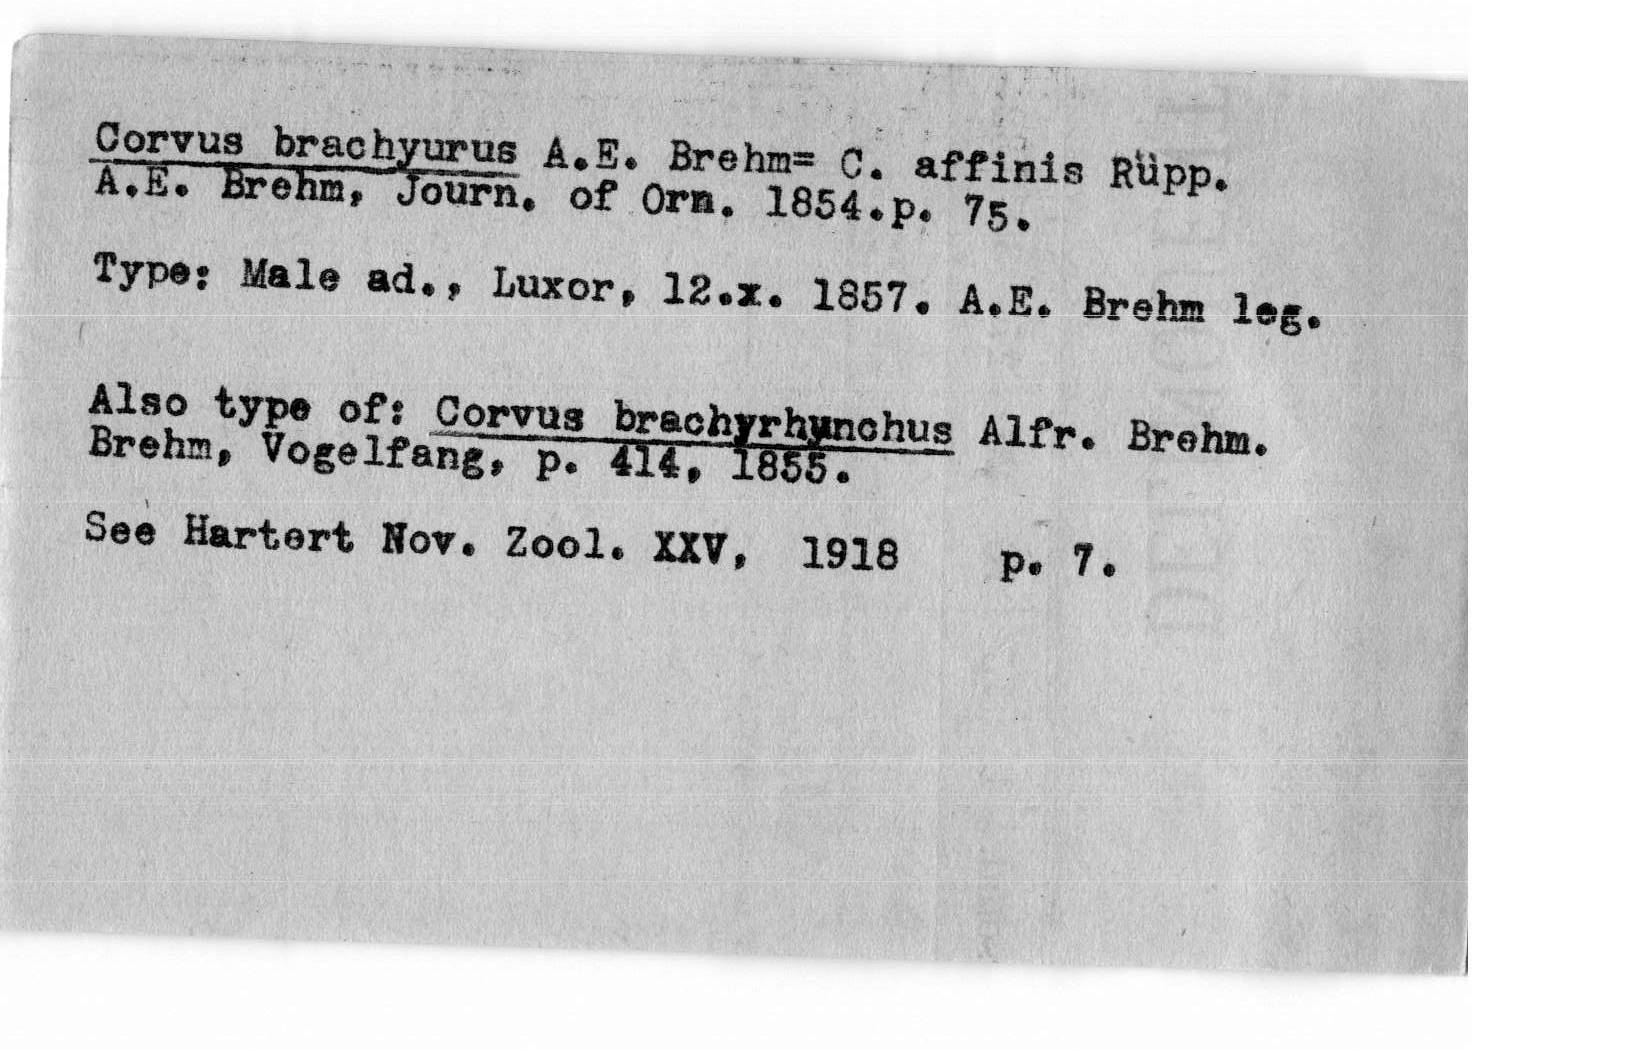 Corvus brachyurus A.E. Brehm= C. affinis Rüpp.
A.E. Brehm, Journ. of Orn. 1854.p. 75.
Type: Male ad., Luxor, 12.x. 1857. A.E. Brehm leg.
Also type of: Corvus brachyrhynchus Alfr. Brehm.
Brehm, Vogelfang, p. 414, 1855.
See Hartert Nov. Zool. XXV, 1918 p. 7.